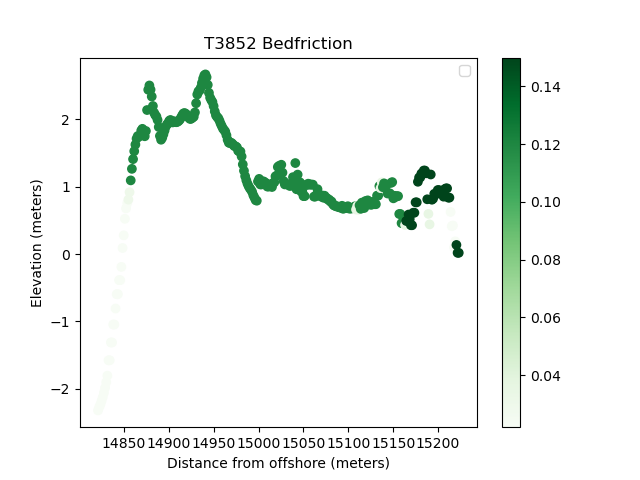 T3852 Bedfriction
2
1
0
−1
−2
Elevation (meters)
14850 14900 14950 15000 15050 15100 15150 15200
Distance from offshore (meters)
0.14
0.12
0.10
0.08
0.06
0.04